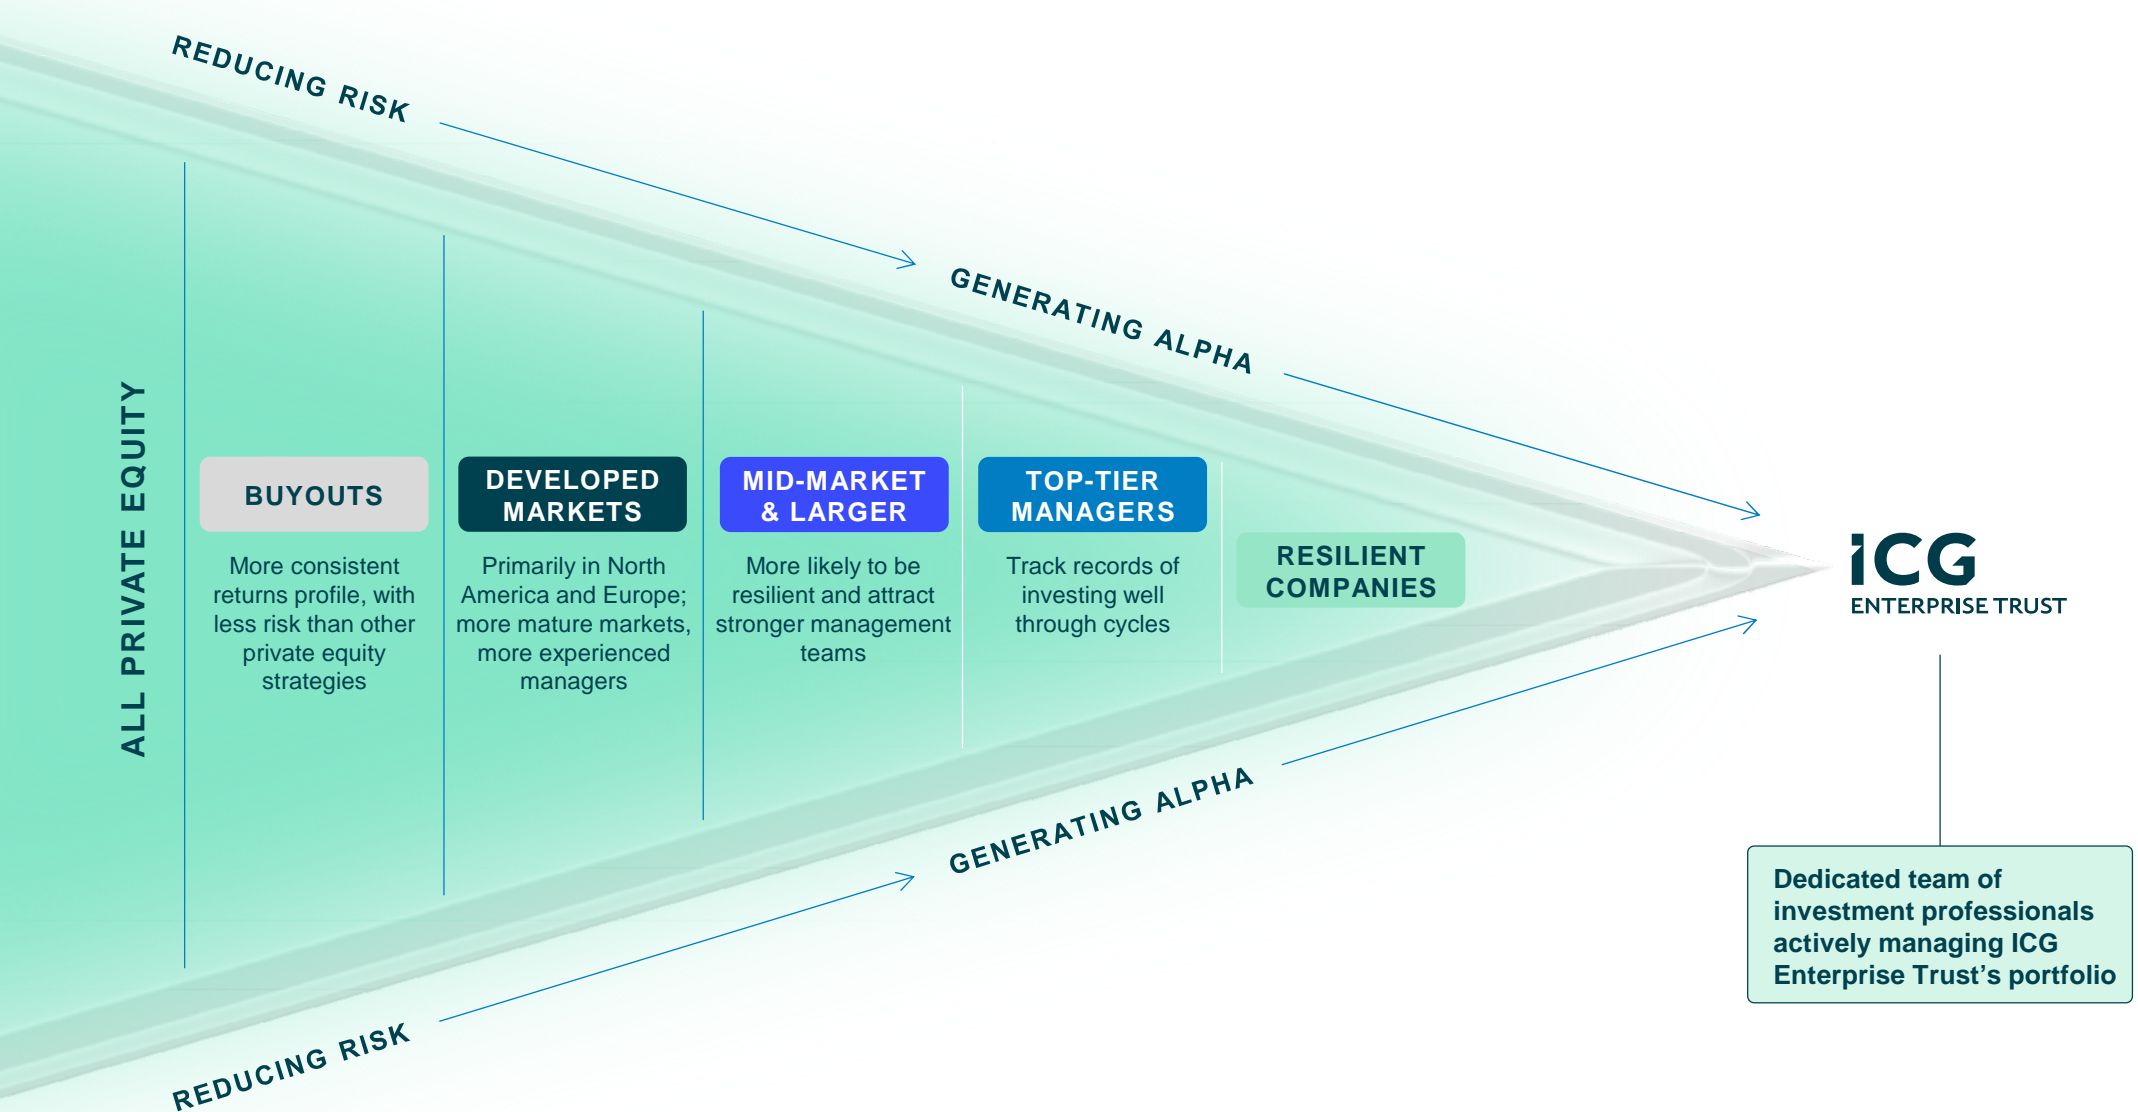 REDUCING RISK
GENERATING ALPHA
ALL PRIVATE EQUITY
BUYOUTS
More consistent
returns profile, with
less risk than other
private equity
strategies
DEVELOPED
MARKETS
Primarily in North
America and Europe;
more mature markets,
more experienced
managers
MID-MARKET
& LARGER
More likely to be
resilient and attract
stronger management
teams
TOP-TIER
MANAGERS
Track records of
investing well
through cycles
RESILIENT
COMPANIES
ICG
ENTERPRISE TRUST
GENERATING ALPHA
REDUCING RISK
Dedicated team of
investment professionals
actively managing ICG
Enterprise Trust’s portfolio